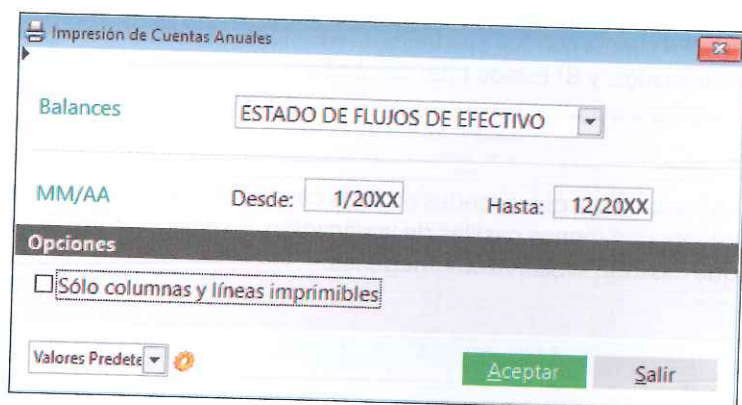 Impresión de Cuentas Anuales
Balances ESTADO DE FLUJOS DE EFECTIVO
MM/AA Desde: 1/20XX Hasta: 12/20XX
Opciones
Sólo columnas y líneas imprimibles
Valores Predete Aceptar Salir